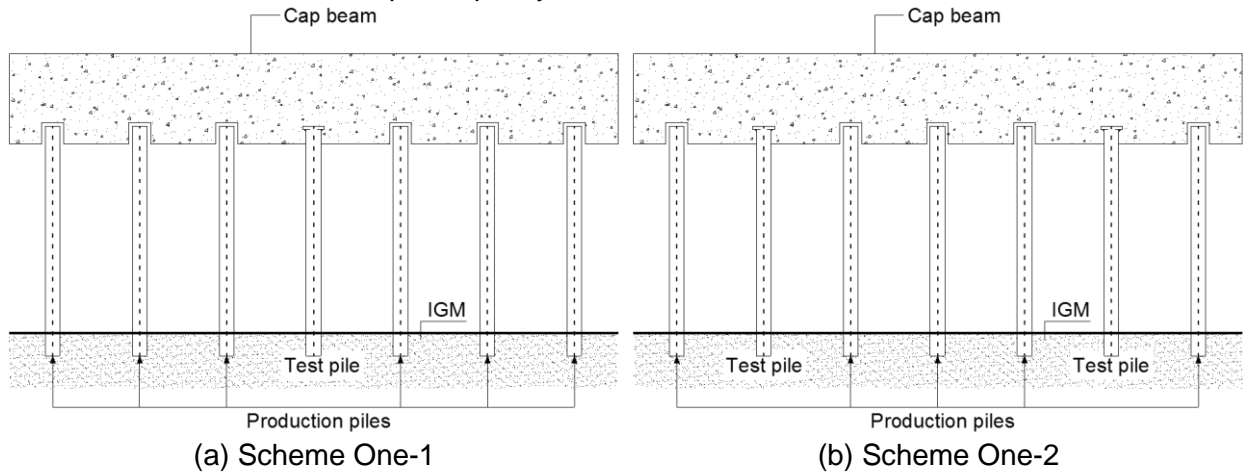 Cap beam
Cap beam
IGM
IGM
Test pile
Test pile
Test pile
Production piles
Production piles
(a) Scheme One-1
(b) Scheme One-2